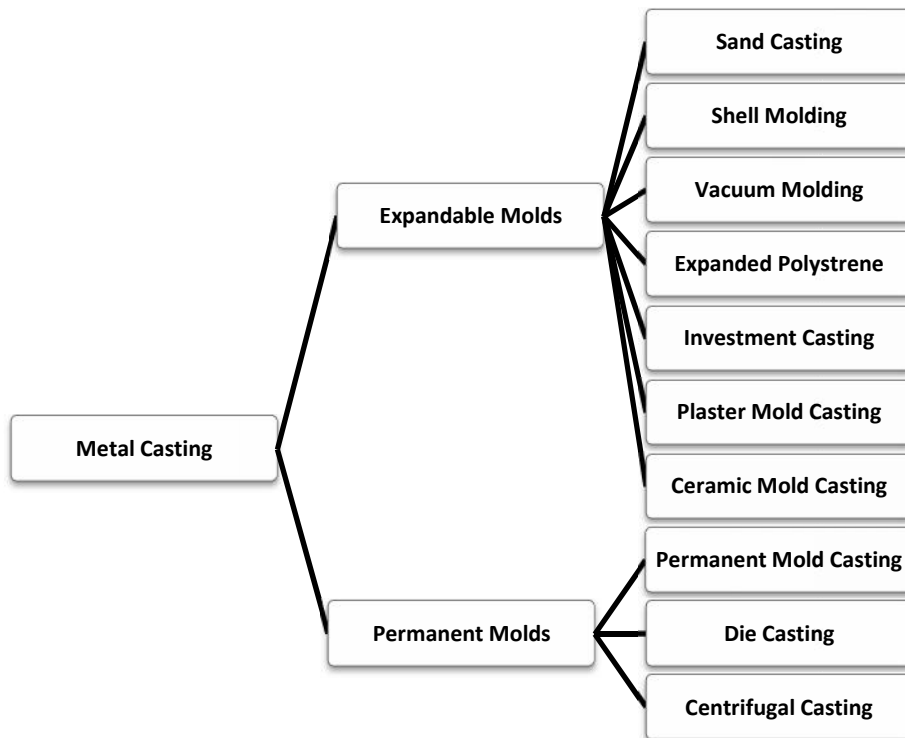 Sand Casting
Shell Molding
Vacuum Molding
Expandable Molds
Expanded Polystrene
Investment Casting
Plaster Mold Casting
Metal Casting
Ceramic Mold Casting
Permanent Mold Casting
Permanent Molds
Die Casting
Centrifugal Casting